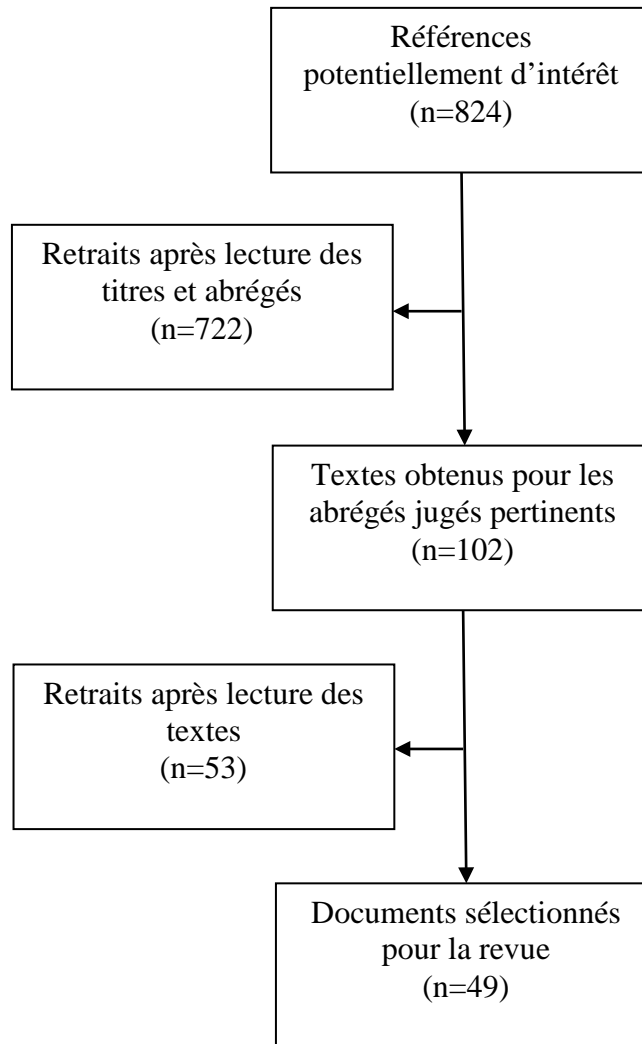 Références
potentiellement d’intérêt
(n=824)
Retraits après lecture des
titres et abrégés
(n=722)
Textes obtenus pour les
abrégés jugés pertinents
(n=102)
Retraits après lecture des
textes
(n=53)
Documents sélectionnés
pour la revue
(n=49)